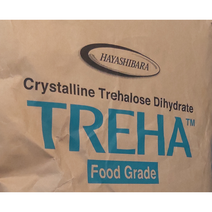 HAYASHIBARA
Crystalline Trehalose Dihydrate
TREHA™
Food Grade